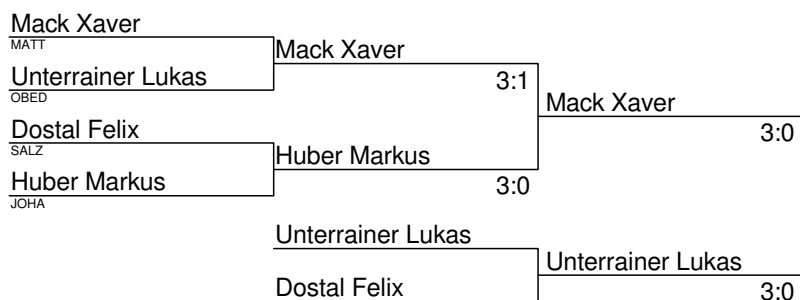 Mack Xaver
MATT
Mack Xaver
Unterrainer Lukas
3:1
OBED
Mack Xaver
Dostal Felix
3:0
SALZ
Huber Markus
Huber Markus
3:0
JOHA
Unterrainer Lukas
Unterrainer Lukas
Dostal Felix
3:0